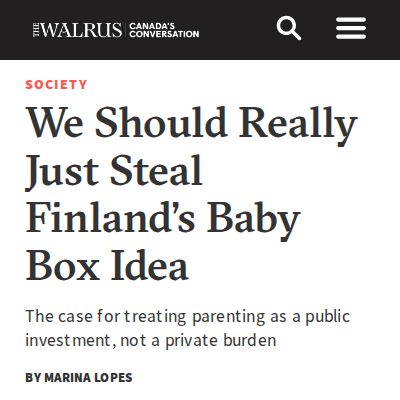 THE WALRUS CANADA'S
CONVERSATION
SOCIETY
We Should Really
Just Steal
Finland’s Baby
Box Idea
The case for treating parenting as a public
investment, not a private burden
BY MARINA LOPES